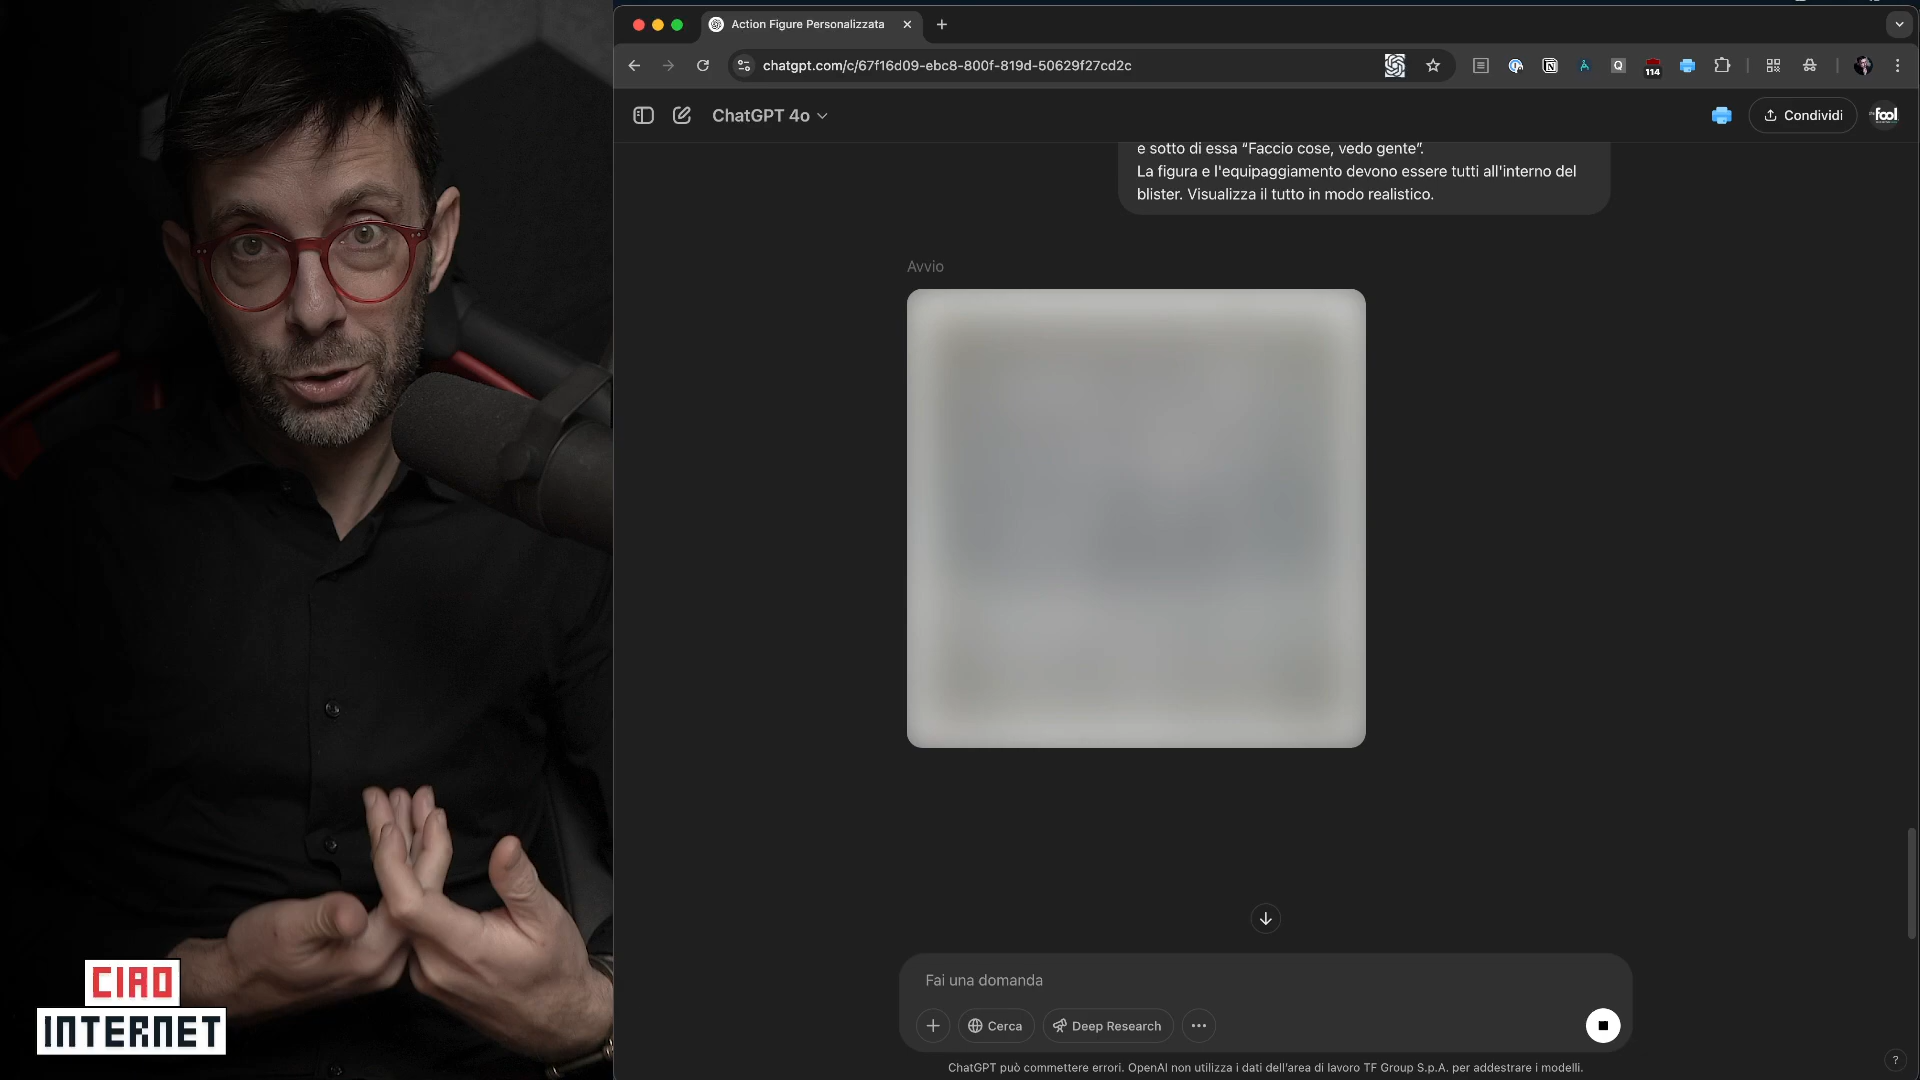 Action Figure Personalizzata
chatgpt.com/c/67f16d09-ebc8-800f-819d-50629f27cd2c
Q
114
ChatGPT 4o
Condividi
fool
e sotto di essa “Faccio cose, vedo gente”.
La figura e l'equipaggiamento devono essere tutti all'interno del
blister. Visualizza il tutto in modo realistico.
Avvio
Fai una domanda
Cerca
Deep Research
ChatGPT può commettere errori. OpenAI non utilizza i dati dell'area di lavoro TF Group S.p.A. per addestrare i modelli.
?
CIAO
INTERNET